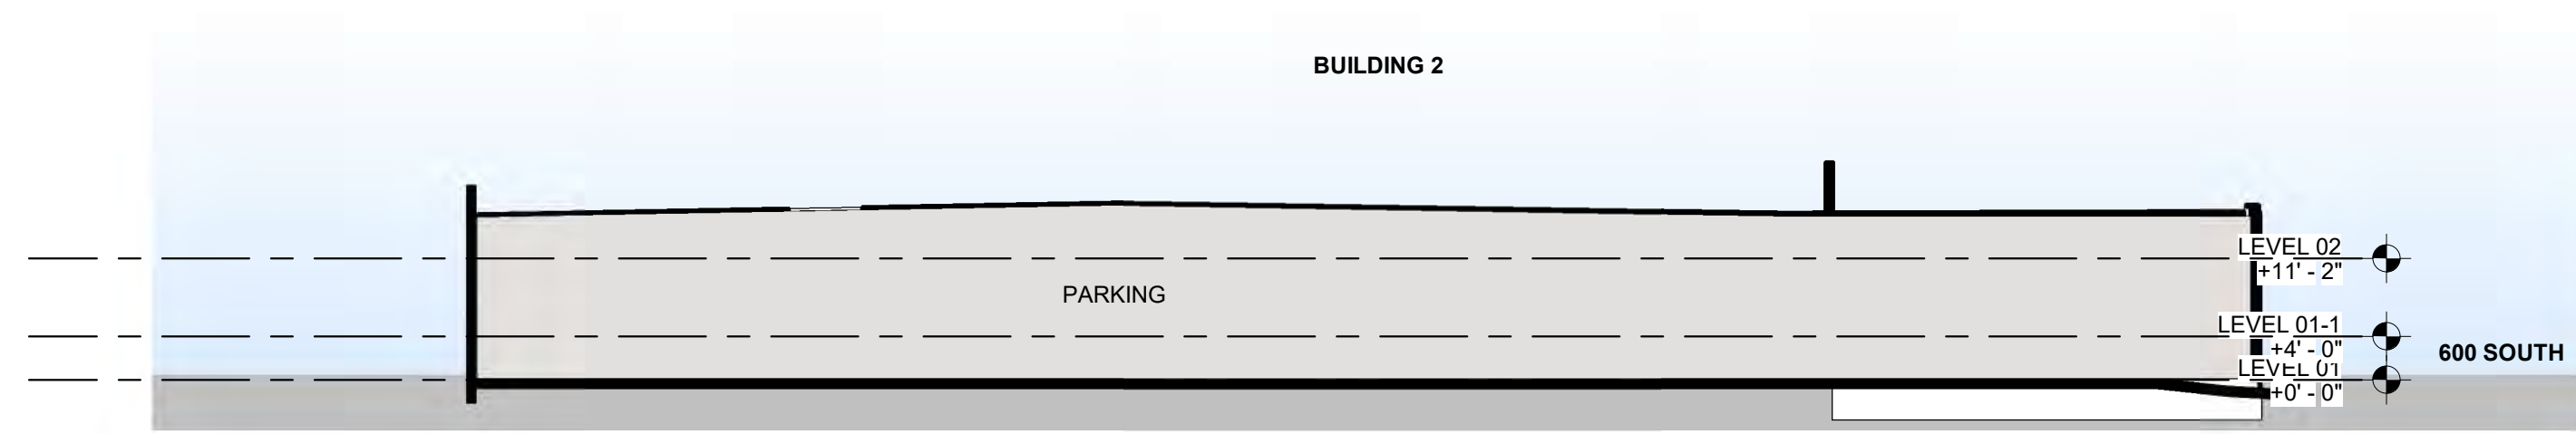 BUILDING 2
LEVEL 02
+11' - 2"
PARKING
LEVEL 01-1
+4' - 0"
600 SOUTH
LEVEL 01
+0' - 0"